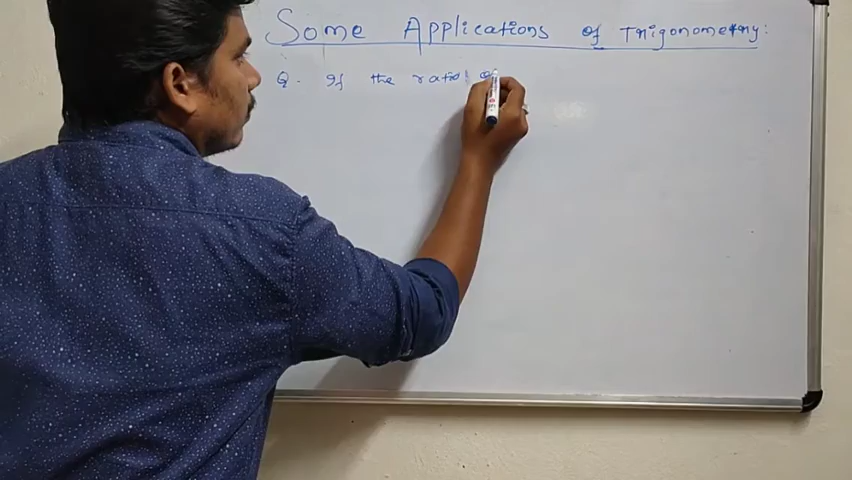 Some Applications of Trigonometry:
Q. If the ratio